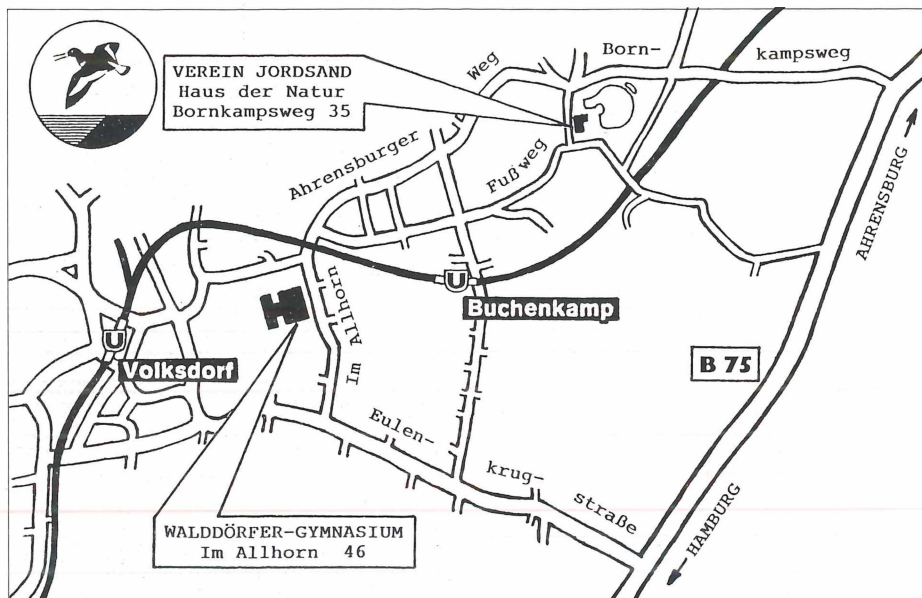 VEREIN JORDSAND
Haus der Natur
Bornkampsweg 35
Weg
Born-
kampsweg
Ahrensburger
Fußweg
AHRENSBURG
U
Buchenkamp
Im Allhorn
U
Volksdorf
B 75
Eulen-
krug-
straße
WALDDÖRFER-GYMNASIUM
Im Allhorn 46
HAMBURG